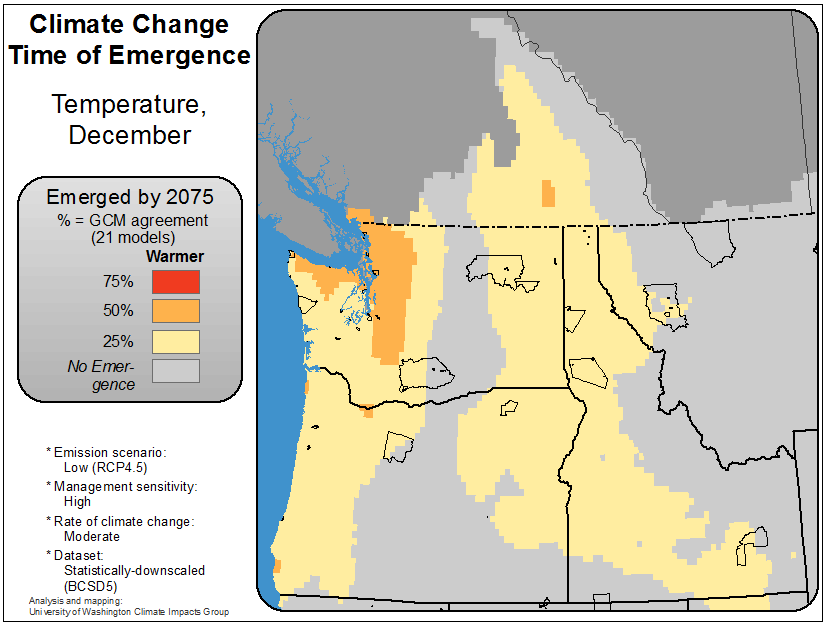 Climate Change
Time of Emergence
Temperature,
December
Emerged by 2075
% = GCM agreement
(21 models)
Warmer
75%
50%
25%
No Emer-
gence
* Emission scenario:
Low (RCP4.5)
* Management sensitivity:
High
* Rate of climate change:
Moderate
* Dataset:
Statistically-downscaled
(BCSD5)
Analysis and mapping:
University of Washington Climate Impacts Group